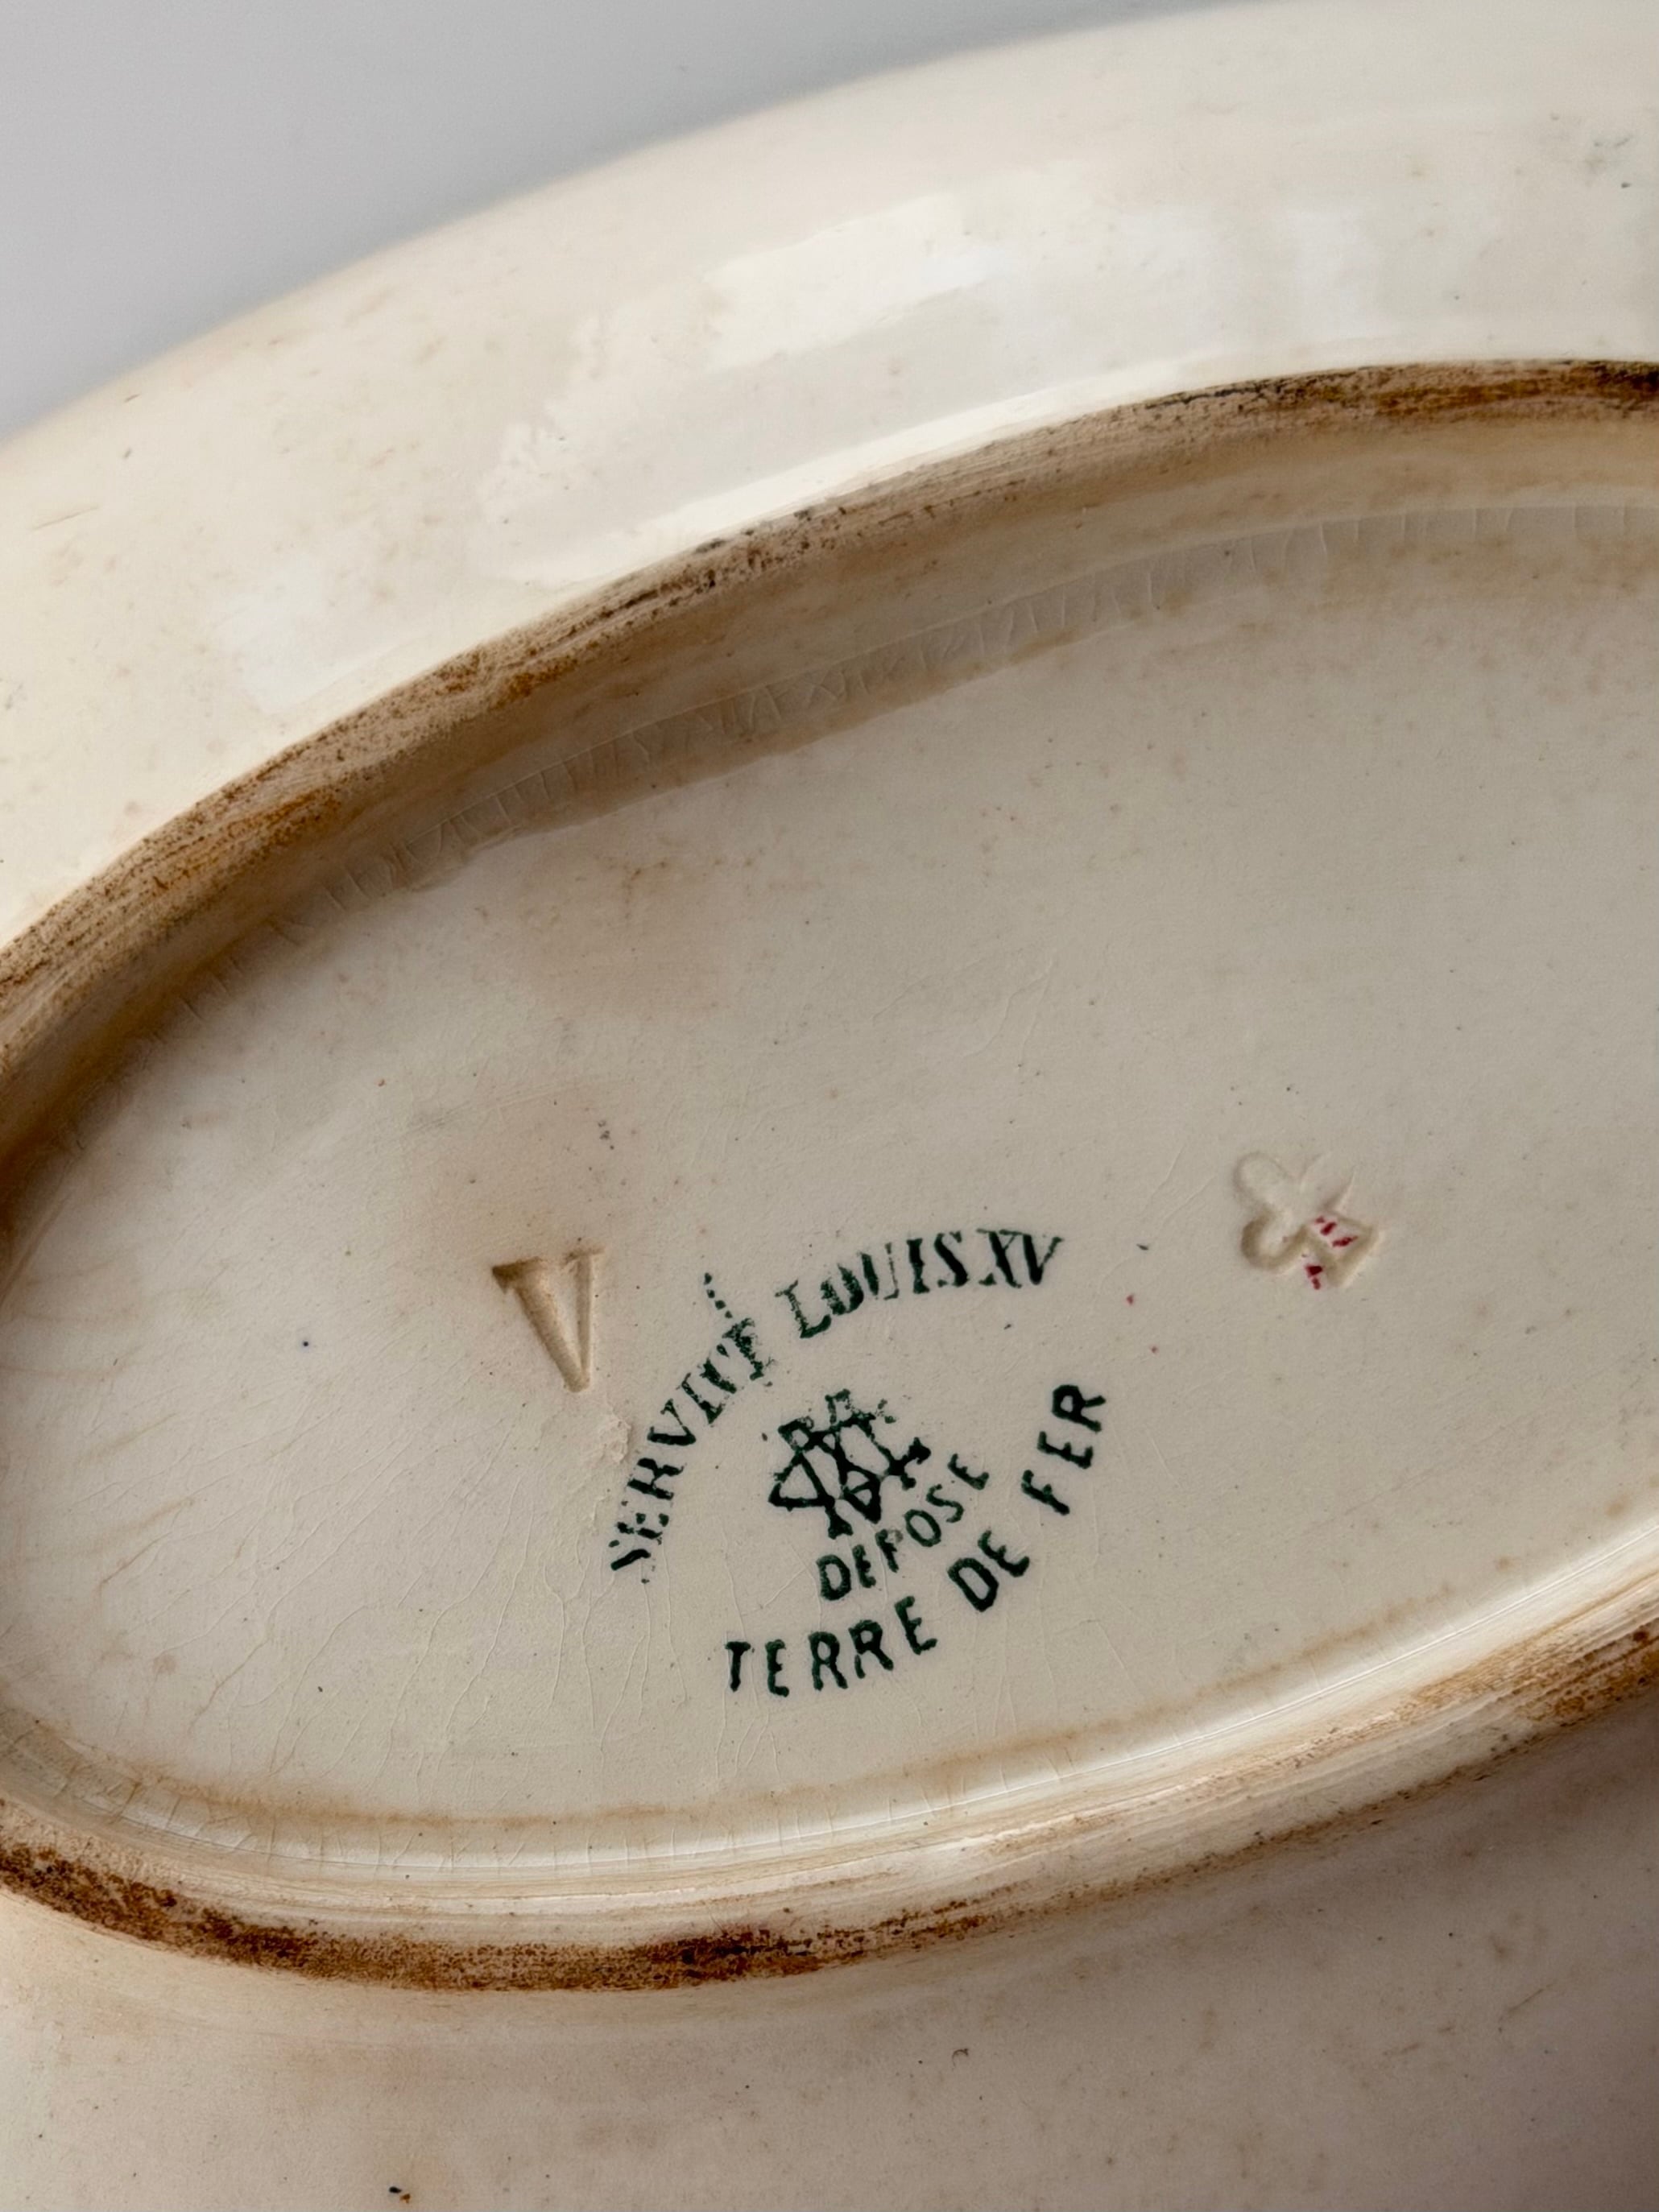 V
SERVICE LOUIS XV
DEPOSE
TERRE DE FER